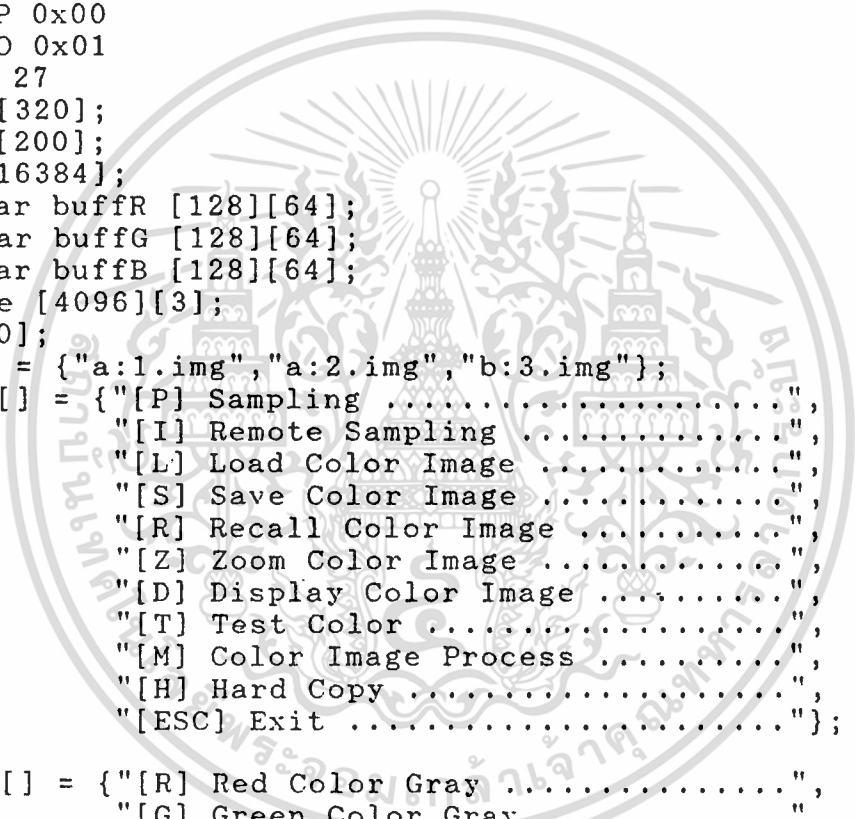 P 0x00
O 0x01
27
[320];
[200];
16384];
ar buffR [128][64];
ar buffG [128][64];
ar buffB [128][64];
e [4096][3];
0];
= {"a:1.img","a:2.img","b:3.img"};
[] = {"[P] Sampling ......................",
"[I] Remote Sampling ...............",
"[L] Load Color Image ..............",
"[S] Save Color Image ..............",
"[R] Recall Color Image ............",
"[Z] Zoom Color Image ..............",
"[D] Display Color Image ...........",
"[T] Test Color ....................",
"[M] Color Image Process ...........",
"[H] Hard Copy .....................",
"[ESC] Exit ........................"};
[] = {"[R] Red Color Gray ................",
"[G] Green Color Gray